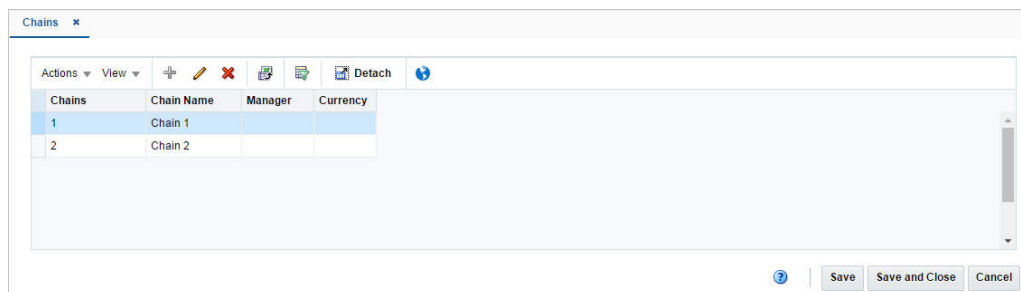 Chains
Actions View Detach
Chains Chain Name Manager Currency
1 Chain 1
2 Chain 2
Save Save and Close Cancel